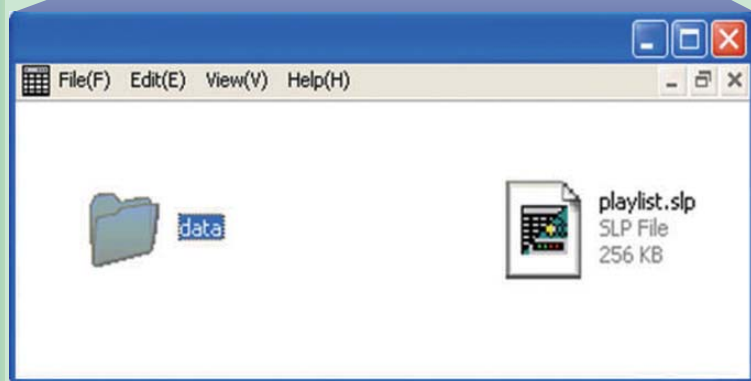 File(F) Edit(E) View(V) Help(H)
data
playlist.slp
SLP File
256 KB